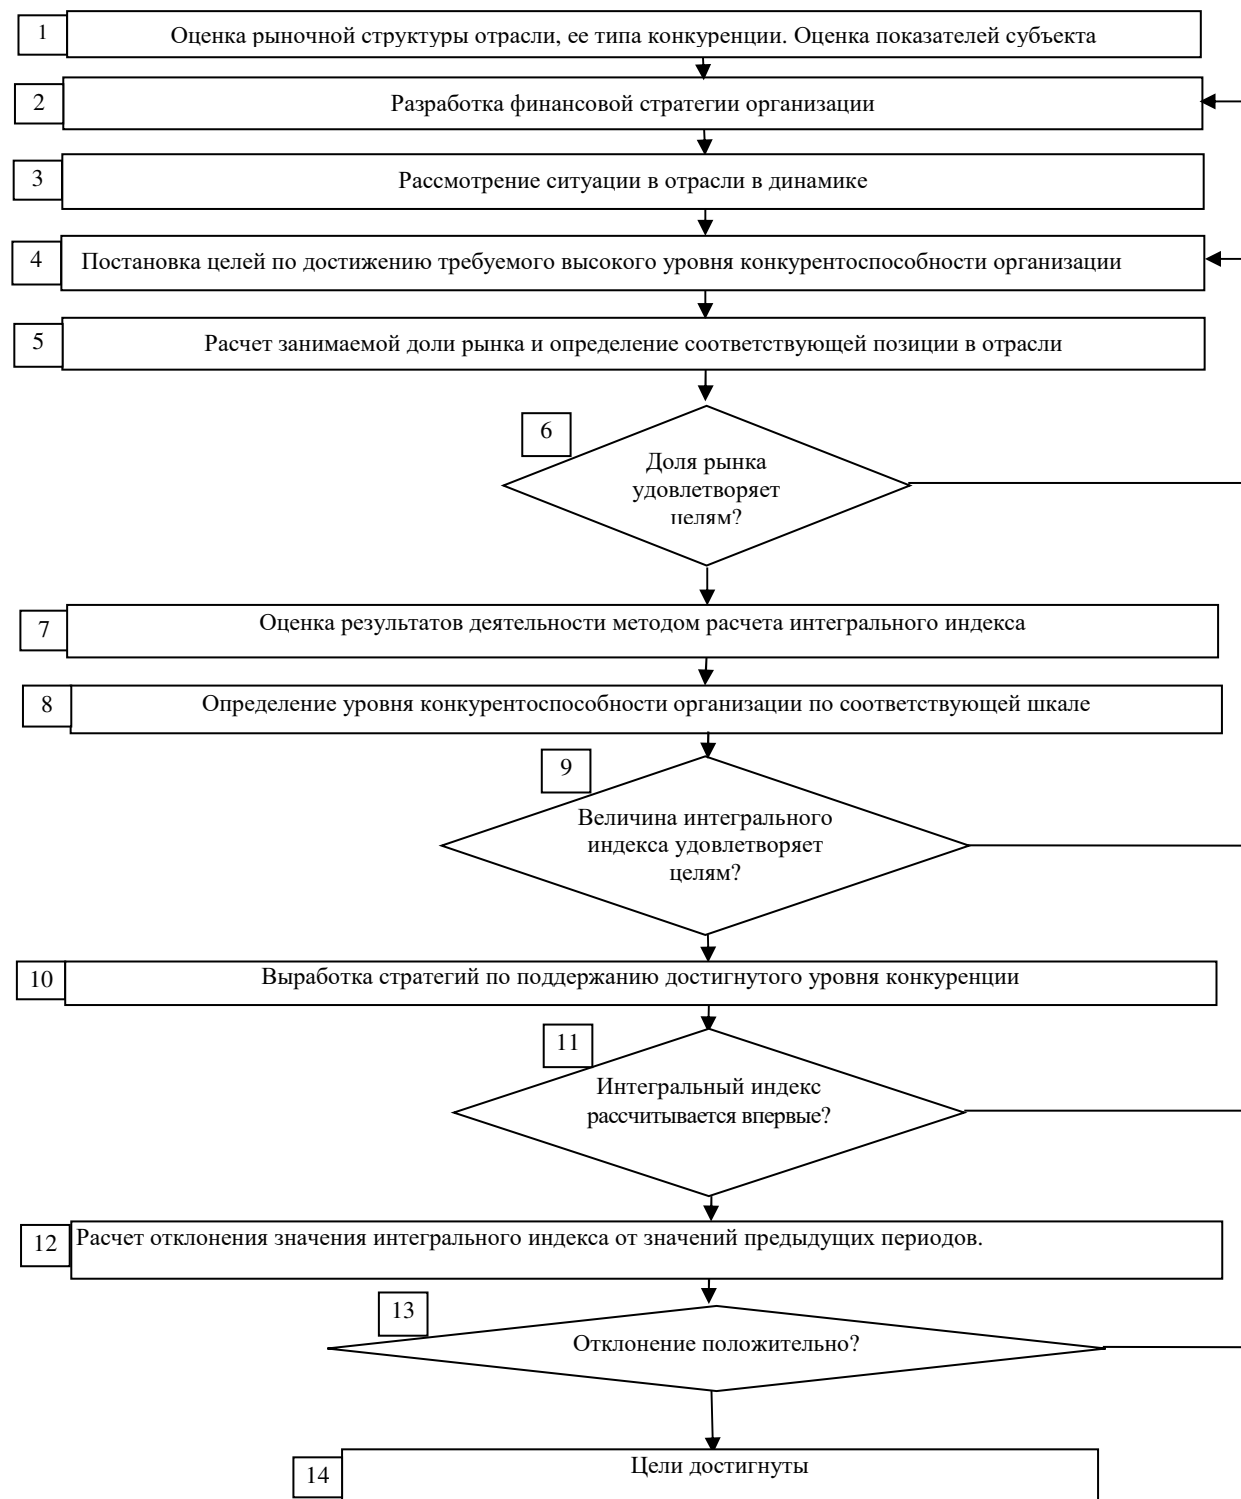 1
Оценка рыночной структуры отрасли, ее типа конкуренции. Оценка показателей субъекта
2
Разработка финансовой стратегии организации
3
Рассмотрение ситуации в отрасли в динамике
4
Постановка целей по достижению требуемого высокого уровня конкурентоспособности организации
5
Расчет занимаемой доли рынка и определение соответствующей позиции в отрасли
6
Доля рынка
удовлетворяет
целям?
7
Оценка результатов деятельности методом расчета интегрального индекса
8
Определение уровня конкурентоспособности организации по соответствующей шкале
9
Величина интегрального
индекса удовлетворяет
целям?
10
Выработка стратегий по поддержанию достигнутого уровня конкуренции
11
Интегральный индекс
рассчитывается впервые?
12
Расчет отклонения значения интегрального индекса от значений предыдущих периодов.
13
Отклонение положительно?
14
Цели достигнуты